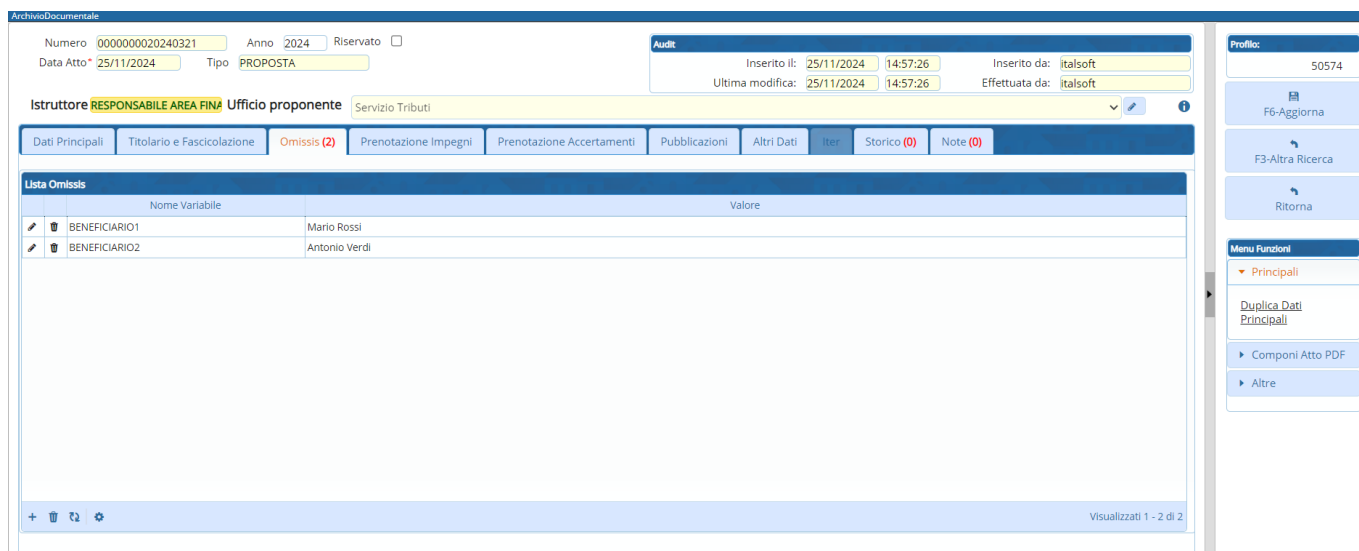 ArchivioDocumentale
Numero 0000000020240321 Anno 2024 Riservato
Data Atto* 25/11/2024 Tipo PROPOSTA
Audit
Inserito il: 25/11/2024 14:57:26 Inserito da: italsoft
Ultima modifica: 25/11/2024 14:57:26 Effettuata da: italsoft
Istruttore RESPONSABILE AREA FINA Ufficio proponente Servizio Tributi
Dati Principali Titolario e Fascicolazione Omissis (2) Prenotazione Impegni Prenotazione Accertamenti Pubblicazioni Altri Dati Iter Storico (0) Note (0)
Lista Omissis
Nome Variabile Valore
BENEFICIARIO1 Mario Rossi
BENEFICIARIO2 Antonio Verdi
Visualizzati 1 - 2 di 2
Profilo:
50574
F6-Aggiorna
F3-Altra Ricerca
Ritorna
Menu Funzioni
Principali
Duplica Dati
Principali
Componi Atto PDF
Altre